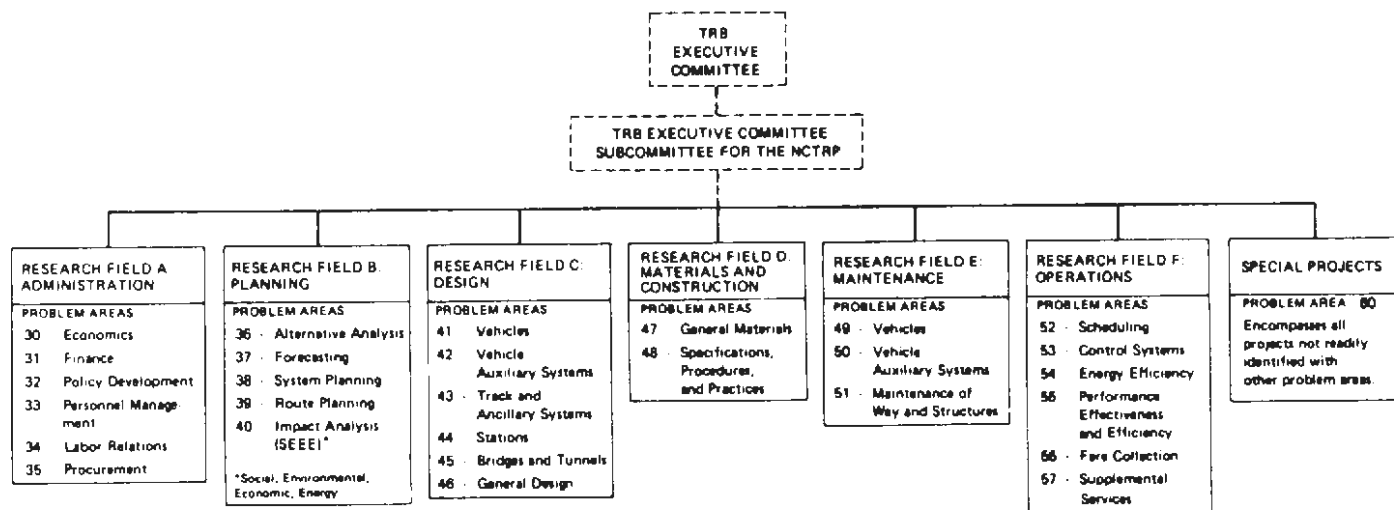 TRB
EXECUTIVE
COMMITTEE
TRB EXECUTIVE COMMITTEE
SUBCOMMITTEE FOR THE NCTRP
RESEARCH FIELD A
ADMINISTRATION
PROBLEM AREAS
30 Economics
31 Finance
32 Policy Development
33 Personnel Manage-
ment
34 Labor Relations
35 Procurement
RESEARCH FIELD B:
PLANNING
PROBLEM AREAS
36 · Alternative Analysis
37 · Forecasting
38 · System Planning
39 · Route Planning
40 Impact Analysis
(SEEE)*
*Social, Environmental,
Economic, Energy
RESEARCH FIELD C:
DESIGN
PROBLEM AREAS
41 · Vehicles
42 · Vehicle
Auxiliary Systems
43 · Track and
Ancillary Systems
44 · Stations
45 · Bridges and Tunnels
46 · General Design
RESEARCH FIELD D:
MATERIALS AND
CONSTRUCTION
PROBLEM AREAS
47 General Materials
48 · Specifications,
Procedures,
and Practices
RESEARCH FIELD E:
MAINTENANCE
PROBLEM AREAS
49 · Vehicles
50 · Vehicle
Auxiliary Systems
51 · Maintenance of
Way and Structures
RESEARCH FIELD F:
OPERATIONS
PROBLEM AREAS
52 · Scheduling
53 · Control Systems
54 · Energy Efficiency
55 · Performance
Effectiveness
and Efficiency
56 · Fare Collection
57 · Supplemental
Services
SPECIAL PROJECTS
PROBLEM AREA 60
Encompasses all
projects not readily
identified with
other problem areas.